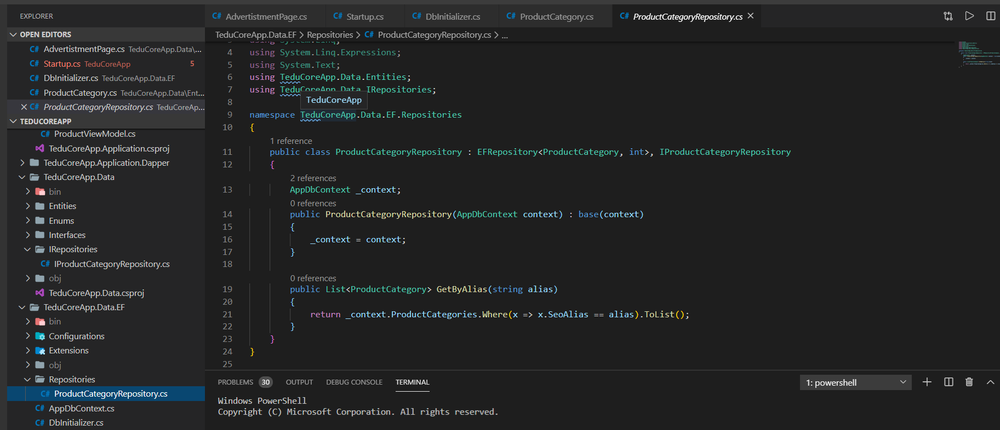 EXPLORER
OPEN EDITORS
C# AdvertistmentPage.cs TeduCoreApp.Data\...
C# Startup.cs TeduCoreApp 5
C# DbInitializer.cs TeduCoreApp.Data.EF
C# ProductCategory.cs TeduCoreApp.Data\Ent...
C# ProductCategoryRepository.cs TeduCoreAp...
TEDUCOREAPP
C# ProductViewModel.cs
TeduCoreApp.Application.csproj
TeduCoreApp.Application.Dapper
TeduCoreApp.Data
bin
Entities
Enums
Interfaces
IRepositories
C# IProductCategoryRepository.cs
obj
TeduCoreApp.Data.csproj
TeduCoreApp.Data.EF
bin
Configurations
Extensions
obj
Repositories
C# ProductCategoryRepository.cs
C# AppDbContext.cs
C# DbInitializer.cs
C# AdvertistmentPage.cs C# Startup.cs C# DbInitializer.cs C# ProductCategory.cs C# ProductCategoryRepository.cs
TeduCoreApp.Data.EF > Repositories > C# ProductCategoryRepository.cs > ...
3 using System.Linq;
4 using System.Linq.Expressions;
5 using System.Text;
6 using TeduCoreApp.Data.Entities;
7 using TeduCoreApp.Data.IRepositories;
8 TeduCoreApp
9 namespace TeduCoreApp.Data.EF.Repositories
10 {
1 reference
11 public class ProductCategoryRepository : EFRepository<ProductCategory, int>, IProductCategoryRepository
12 {
2 references
13 AppDbContext _context;
0 references
14 public ProductCategoryRepository(AppDbContext context) : base(context)
15 {
16 _context = context;
17 }
18
0 references
19 public List<ProductCategory> GetByAlias(string alias)
20 {
21 return _context.ProductCategories.Where(x => x.SeoAlias == alias).ToList();
22 }
23 }
24 }
25
PROBLEMS 30 OUTPUT DEBUG CONSOLE TERMINAL 1: powershell
Windows PowerShell
Copyright (C) Microsoft Corporation. All rights reserved.